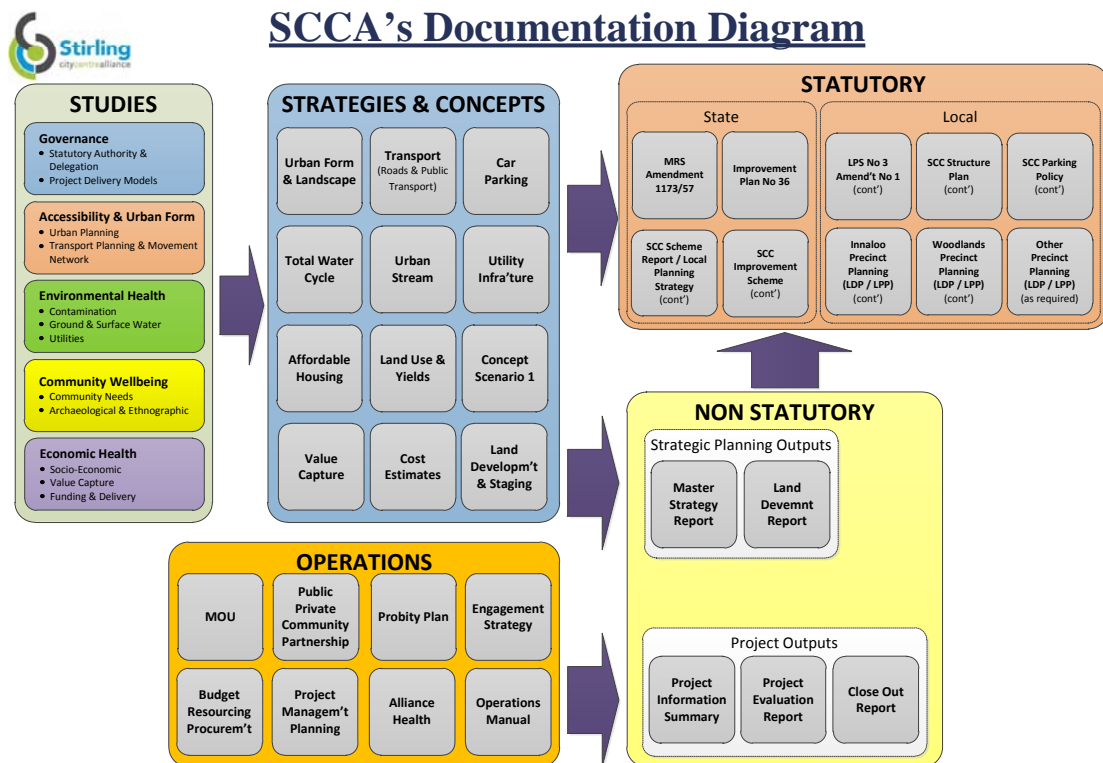 SCCA's Documentation Diagram
Stirling
citycentrealliance
STUDIES
Governance
• Statutory Authority &
Delegation
• Project Delivery Models
Accessibility & Urban Form
• Urban Planning
• Transport Planning & Movement
Network
Environmental Health
• Contamination
• Ground & Surface Water
• Utilities
Community Wellbeing
• Community Needs
• Archaeological & Ethnographic
Economic Health
• Socio-Economic
• Value Capture
• Funding & Delivery
STRATEGIES & CONCEPTS
Urban Form
& Landscape
Transport
(Roads & Public
Transport)
Car
Parking
Total Water
Cycle
Urban
Stream
Utility
Infra'ture
Affordable
Housing
Land Use &
Yields
Concept
Scenario 1
Value
Capture
Cost
Estimates
Land
Developm't
& Staging
STATUTORY
State
MRS
Amendment
1173/57
Improvement
Plan No 36
SCC Scheme
Report / Local
Planning
Strategy
(cont')
SCC
Improvement
Scheme
(cont')
Local
LPS No 3
Amend't No 1
(cont')
SCC Structure
Plan
(cont')
SCC Parking
Policy
(cont')
Innaloo
Precinct
Planning
(LDP / LPP)
(cont')
Woodlands
Precinct
Planning
(LDP / LPP)
(cont')
Other
Precinct
Planning
(LDP / LPP)
(as required)
NON STATUTORY
Strategic Planning Outputs
Master
Strategy
Report
Land
Devemnt
Report
Project Outputs
Project
Information
Summary
Project
Evaluation
Report
Close Out
Report
OPERATIONS
MOU
Public
Private
Community
Partnership
Probity Plan
Engagement
Strategy
Budget
Resourcing
Procurem't
Project
Managem't
Planning
Alliance
Health
Operations
Manual